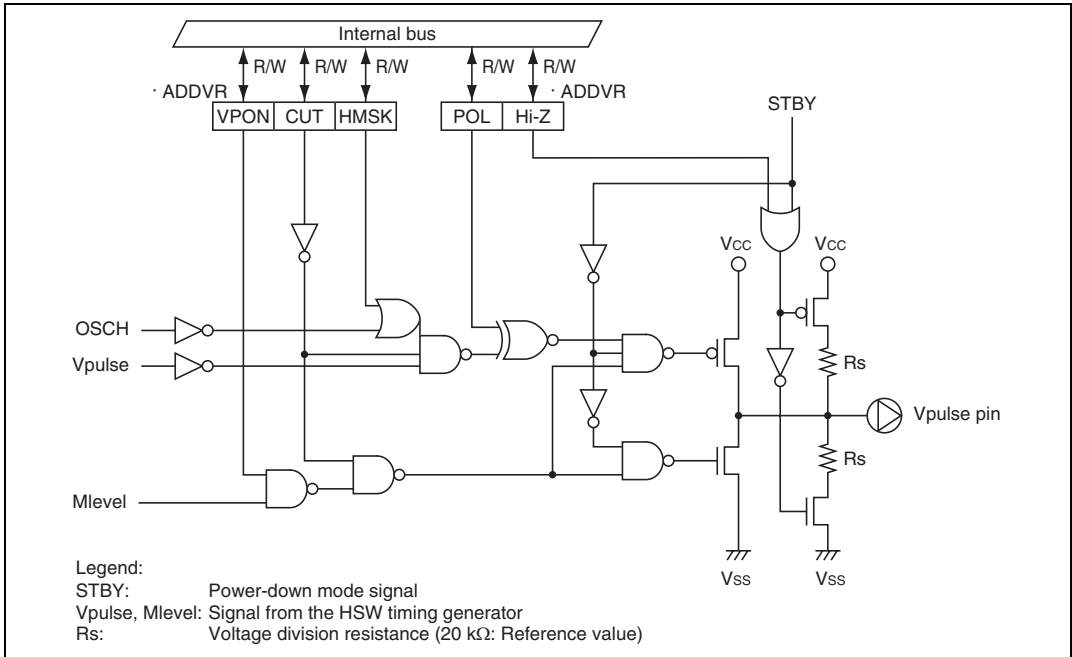 Internal bus
R/W R/W R/W R/W R/W
· ADDVR · ADDVR
VPON CUT HMSK POL Hi-Z
STBY
VCC VCC
OSCH
Vpulse
Rs
Vpulse pin
Rs
Mlevel
VSS VSS
Legend:
STBY: Power-down mode signal
Vpulse, Mlevel: Signal from the HSW timing generator
Rs: Voltage division resistance (20 kΩ: Reference value)